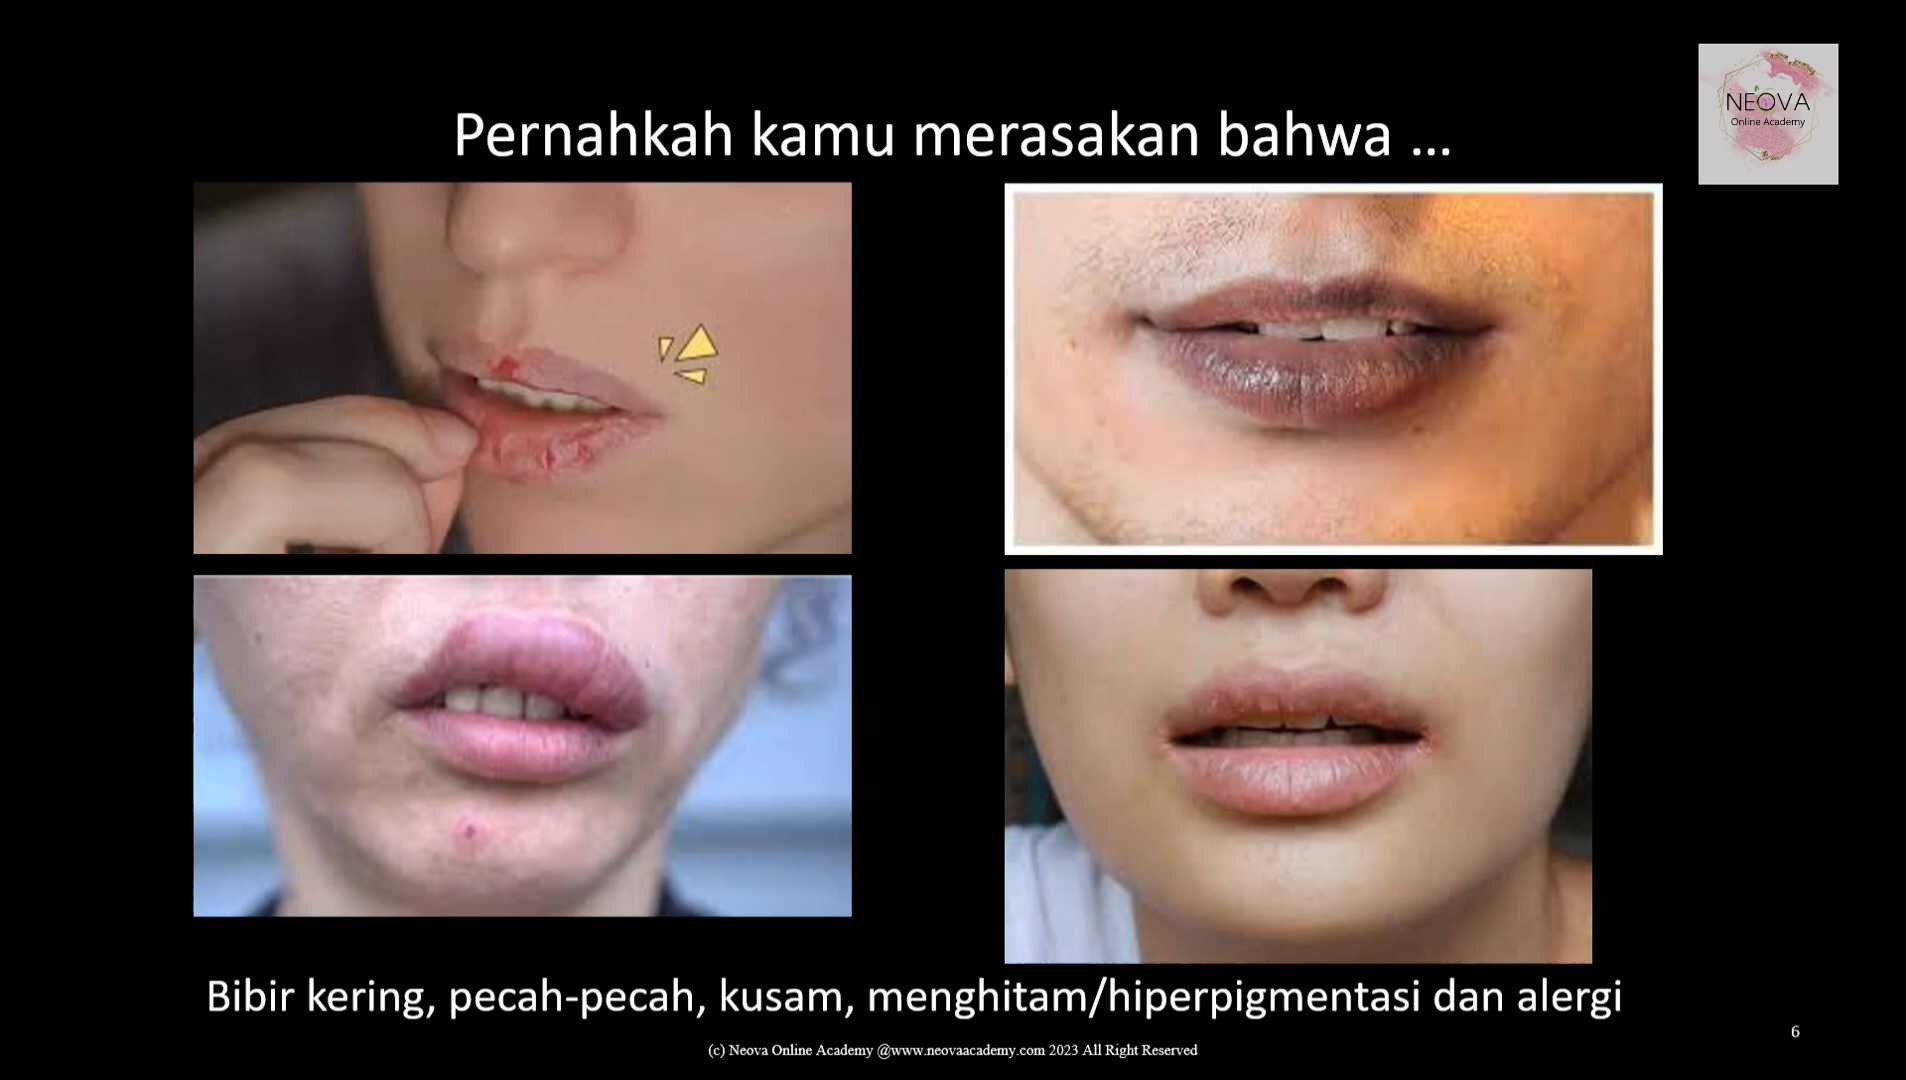 NEOVA
Online Academy
Pernahkah kamu merasakan bahwa ...
Bibir kering, pecah-pecah, kusam, menghitam/hiperpigmentasi dan alergi
6
(c) Neova Online Academy @www.neovaacademy.com 2023 All Right Reserved